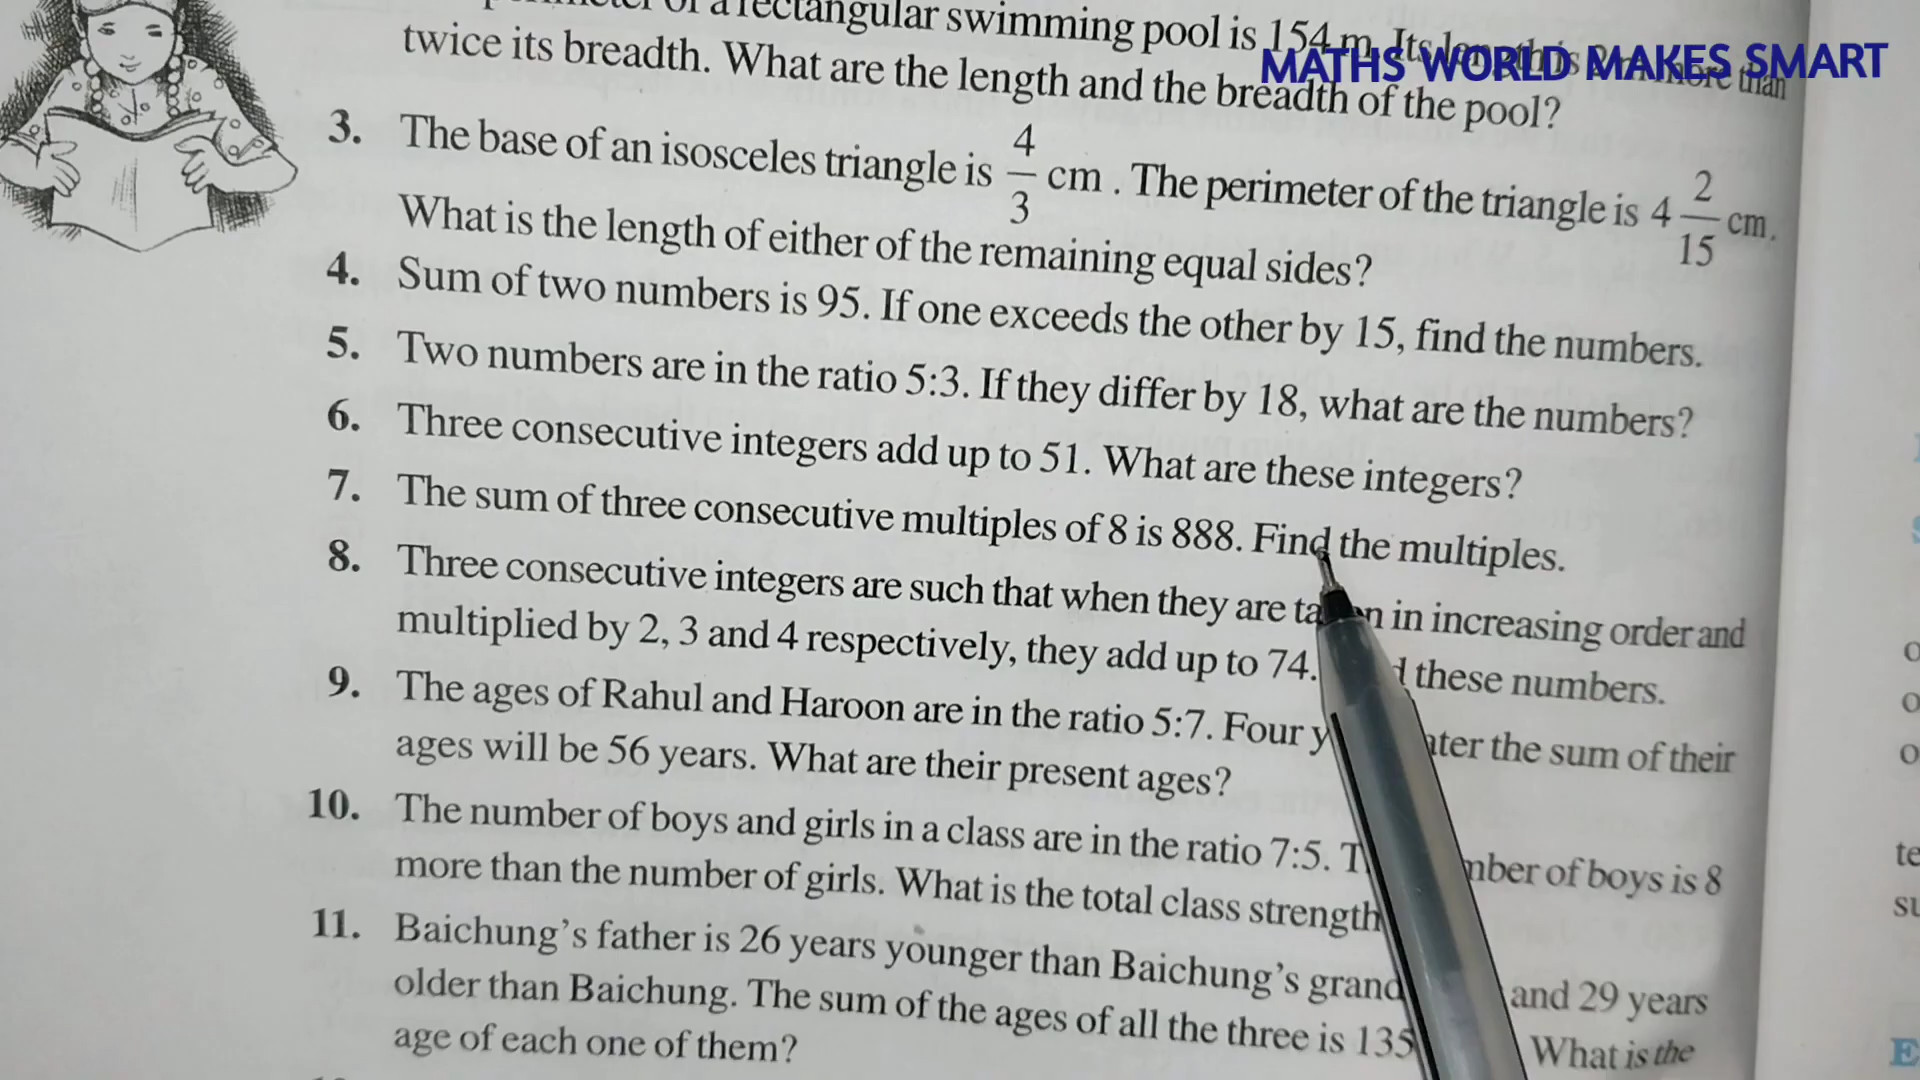 of a rectangular swimming pool is 154 m. Its length is more than
MATHS WORLD MAKES SMART
twice its breadth. What are the length and the breadth of the pool?
3. The base of an isosceles triangle is 4/3 cm. The perimeter of the triangle is 4 2/15 cm.
What is the length of either of the remaining equal sides?
4. Sum of two numbers is 95. If one exceeds the other by 15, find the numbers.
5. Two numbers are in the ratio 5:3. If they differ by 18, what are the numbers?
6. Three consecutive integers add up to 51. What are these integers?
7. The sum of three consecutive multiples of 8 is 888. Find the multiples.
8. Three consecutive integers are such that when they are in increasing order and
multiplied by 2, 3 and 4 respectively, they add up to 74. these numbers.
9. The ages of Rahul and Haroon are in the ratio 5:7. Four later the sum of their
ages will be 56 years. What are their present ages?
10. The number of boys and girls in a class are in the ratio 7:5. of boys is 8
more than the number of girls. What is the total class strength
11. Baichung's father is 26 years younger than Baichung's grand and 29 years
older than Baichung. The sum of the ages of all the three is 135 What is the
age of each one of them?